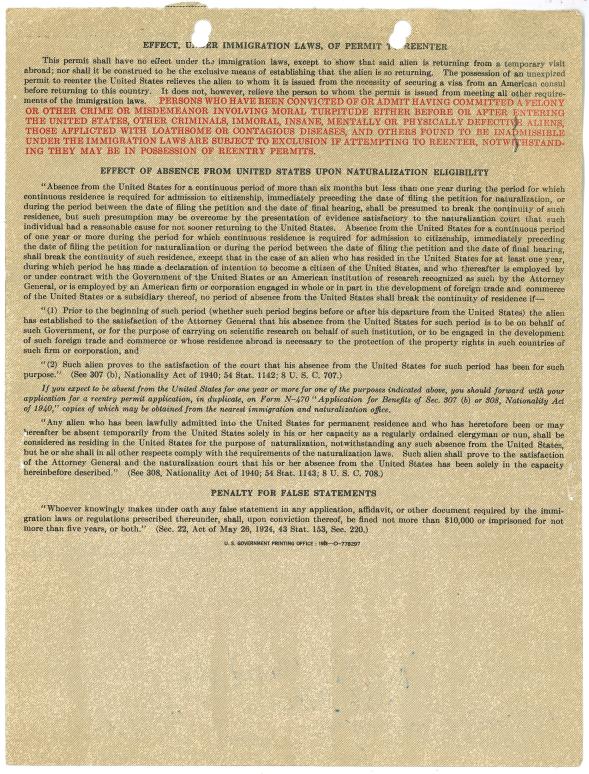 EFFECT, UNDER IMMIGRATION LAWS, OF PERMIT TO REENTER
This permit shall have no effect under the immigration laws, except to show that said alien is returning from a temporary visit
abroad; nor shall it be construed to be the exclusive means of establishing that the alien is so returning. The possession of an unexpired
permit to reenter the United States relieves the alien to whom it is issued from the necessity of securing a visa from an American consul
before returning to this country. It does not, however, relieve the person to whom the permit is issued from meeting all other require-
ments of the immigration laws. PERSONS WHO HAVE BEEN CONVICTED OF OR ADMIT HAVING COMMITTED A FELONY
OR OTHER CRIME OR MISDEMEANOR INVOLVING MORAL TURPITUDE EITHER BEFORE OR AFTER ENTERING
THE UNITED STATES, OTHER CRIMINALS, IMMORAL, INSANE, MENTALLY OR PHYSICALLY DEFECTIVE ALIENS,
THOSE AFFLICTED WITH LOATHSOME OR CONTAGIOUS DISEASES, AND OTHERS FOUND TO BE INADMISSIBLE
UNDER THE IMMIGRATION LAWS ARE SUBJECT TO EXCLUSION IF ATTEMPTING TO REENTER, NOTWITHSTAND-
ING THEY MAY BE IN POSSESSION OF REENTRY PERMITS.
EFFECT OF ABSENCE FROM UNITED STATES UPON NATURALIZATION ELIGIBILITY
"Absence from the United States for a continuous period of more than six months but less than one year during the period for which
continuous residence is required for admission to citizenship, immediately preceding the date of filing the petition for naturalization, or
during the period between the date of filing the petition and the date of final hearing, shall be presumed to break the continuity of such
residence, but such presumption may be overcome by the presentation of evidence satisfactory to the naturalization court that such
individual had a reasonable cause for not sooner returning to the United States. Absence from the United States for a continuous period
of one year or more during the period for which continuous residence is required for admission to citizenship, immediately preceding
the date of filing the petition for naturalization or during the period between the date of filing the petition and the date of final hearing,
shall break the continuity of such residence, except that in the case of an alien who has resided in the United States for at least one year,
during which period he has made a declaration of intention to become a citizen of the United States, and who thereafter is employed by
or under contract with the Government of the United States or an American institution of research recognized as such by the Attorney
General, or is employed by an American firm or corporation engaged in whole or in part in the development of foreign trade and commerce
of the United States or a subsidiary thereof, no period of absence from the United States shall break the continuity of residence if—
"(1) Prior to the beginning of such period (whether such period begins before or after his departure from the United States) the alien
has established to the satisfaction of the Attorney General that his absence from the United States for such period is to be on behalf of
such Government, or for the purpose of carrying on scientific research on behalf of such institution, or to be engaged in the development
of such foreign trade and commerce or whose residence abroad is necessary to the protection of the property rights in such countries of
such firm or corporation, and
"(2) Such alien proves to the satisfaction of the court that his absence from the United States for such period has been for such
purpose." (See 307 (b), Nationality Act of 1940; 54 Stat. 1142; 8 U. S. C. 707.)
If you expect to be absent from the United States for one year or more for one of the purposes indicated above, you should forward with your
application for a reentry permit application, in duplicate, on Form N-470 "Application for Benefits of Sec. 307 (b) or 308, Nationality Act
of 1940," copies of which may be obtained from the nearest immigration and naturalization office.
"Any alien who has been lawfully admitted into the United States for permanent residence and who has heretofore been or may
hereafter be absent temporarily from the United States solely in his or her capacity as a regularly ordained clergyman or nun, shall be
considered as residing in the United States for the purpose of naturalization, notwithstanding any such absence from the United States,
but he or she shall in all other respects comply with the requirements of the naturalization laws. Such alien shall prove to the satisfaction
of the Attorney General and the naturalization court that his or her absence from the United States has been solely in the capacity
hereinbefore described." (See 308, Nationality Act of 1940; 54 Stat. 1143; 8 U. S. C. 708.)
PENALTY FOR FALSE STATEMENTS
"Whoever knowingly makes under oath any false statement in any application, affidavit, or other document required by the immi-
gration laws or regulations prescribed thereunder, shall, upon conviction thereof, be fined not more than $10,000 or imprisoned for not
more than five years, or both." (Sec. 22, Act of May 26, 1924, 43 Stat. 153, Sec. 220.)
U. S. GOVERNMENT PRINTING OFFICE